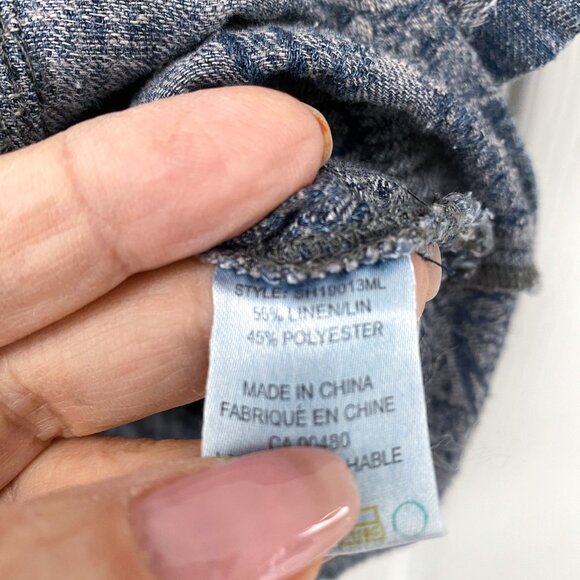 STYLE: SH19013ML
55% LINEN/LIN
45% POLYESTER
MADE IN CHINA
FABRIQUÉ EN CHINE
CA 00480